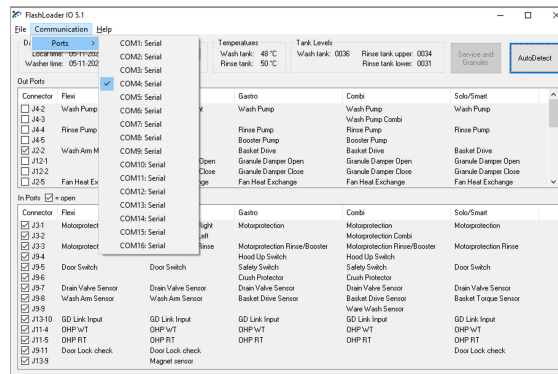 FlashLoader IO 5.1
File Communication Help
Ports
COM1: Serial
COM2: Serial
COM3: Serial
COM4: Serial
COM5: Serial
COM6: Serial
COM7: Serial
COM8: Serial
COM9: Serial
COM10: Serial
COM11: Serial
COM12: Serial
COM13: Serial
COM14: Serial
COM15: Serial
COM16: Serial
Local time: 05-11-202
Washer time: 05-11-202
Temperatures
Wash tank: 48 °C
Rinse tank: 50 °C
Tank Levels
Wash tank: 0036 Rinse tank upper: 0034
Rinse tank lower: 0031
Service and Granules
AutoDetect
Out Ports
Connector Flexi Gastro Combi Solo/Smart
J4-2 Wash Pump Wash Pump Wash Pump Wash Pump
J4-3 Wash Pump Combi
J4-4 Rinse Pump Rinse Pump Rinse Pump Rinse Pump
J4-5 Booster Pump Booster Pump
J2-2 Wash Arm M Basket Drive Basket Drive Basket Drive
J12-1 Open Granule Damper Open Granule Damper Open Granule Damper Open
J12-2 Close Granule Damper Close Granule Damper Close Granule Damper Close
J2-5 Fan Heat Ex nge Fan Heat Exchange Fan Heat Exchange Fan Heat Exchange
In Ports = open
Connector Flexi Gastro Combi Solo/Smart
J3-1 Motorprotect Right Motorprotection Motorprotection Motorprotection
J3-2 Left Motorprotection Combi
J3-3 Motorprotect Rinse Motorprotection Rinse/Booster Motorprotection Rinse/Booster Motorprotection Rinse
J9-4 Hood Up Switch Hood Up Switch
J9-5 Door Switch Door Switch Safety Switch Safety Switch Door Switch
J9-6 Crush Protector Crush Protector
J9-7 Drain Valve Sensor Drain Valve Sensor Drain Valve Sensor Drain Valve Sensor Drain Valve Sensor
J9-8 Wash Arm Sensor Wash Arm Sensor Basket Drive Sensor Basket Drive Sensor Basket Torque Sensor
J9-9 Ware Wash Sensor
J13-10 GD Link Input GD Link Input GD Link Input GD Link Input GD Link Input
J11-4 OHP WT OHP WT OHP WT OHP WT OHP WT
J11-5 OHP RT OHP RT OHP RT OHP RT OHP RT
J9-11 Door Lock check Door Lock check Door Lock check
J13-9 Magnet sensor